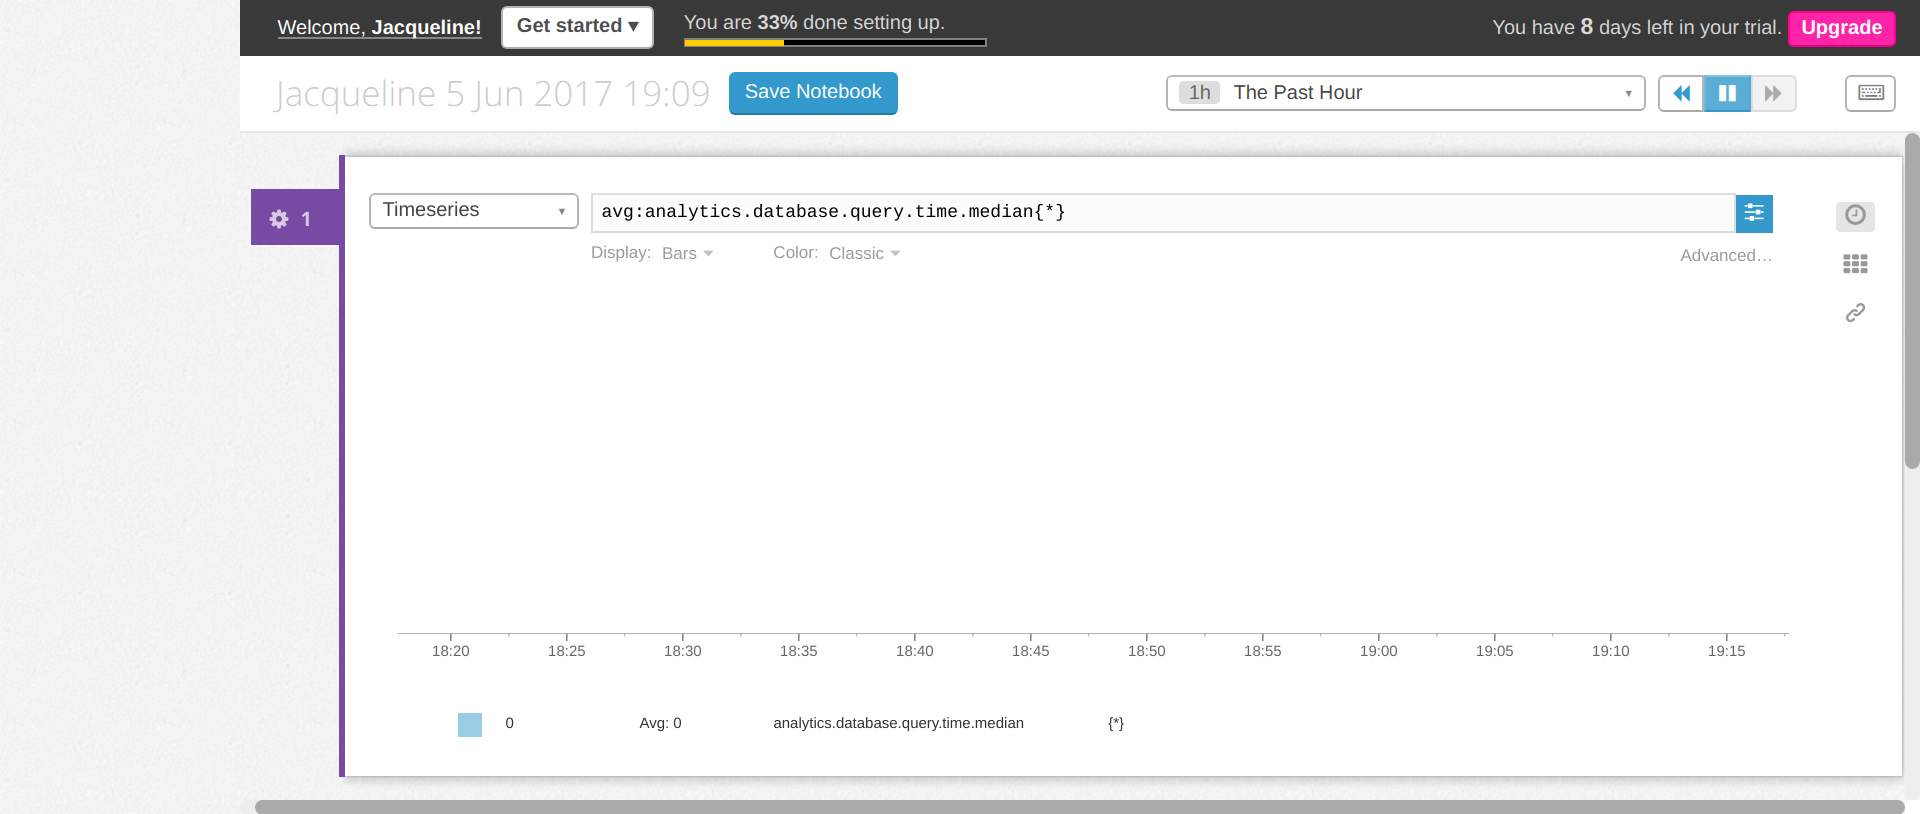 Welcome, Jacqueline! Get started ▾ You are 33% done setting up. You have 8 days left in your trial. Upgrade
Jacqueline 5 Jun 2017 19:09 Save Notebook 1h The Past Hour
1 Timeseries avg:analytics.database.query.time.median{*}
Display: Bars Color: Classic Advanced...
18:20 18:25 18:30 18:35 18:40 18:45 18:50 18:55 19:00 19:05 19:10 19:15
0 Avg: 0 analytics.database.query.time.median {*}